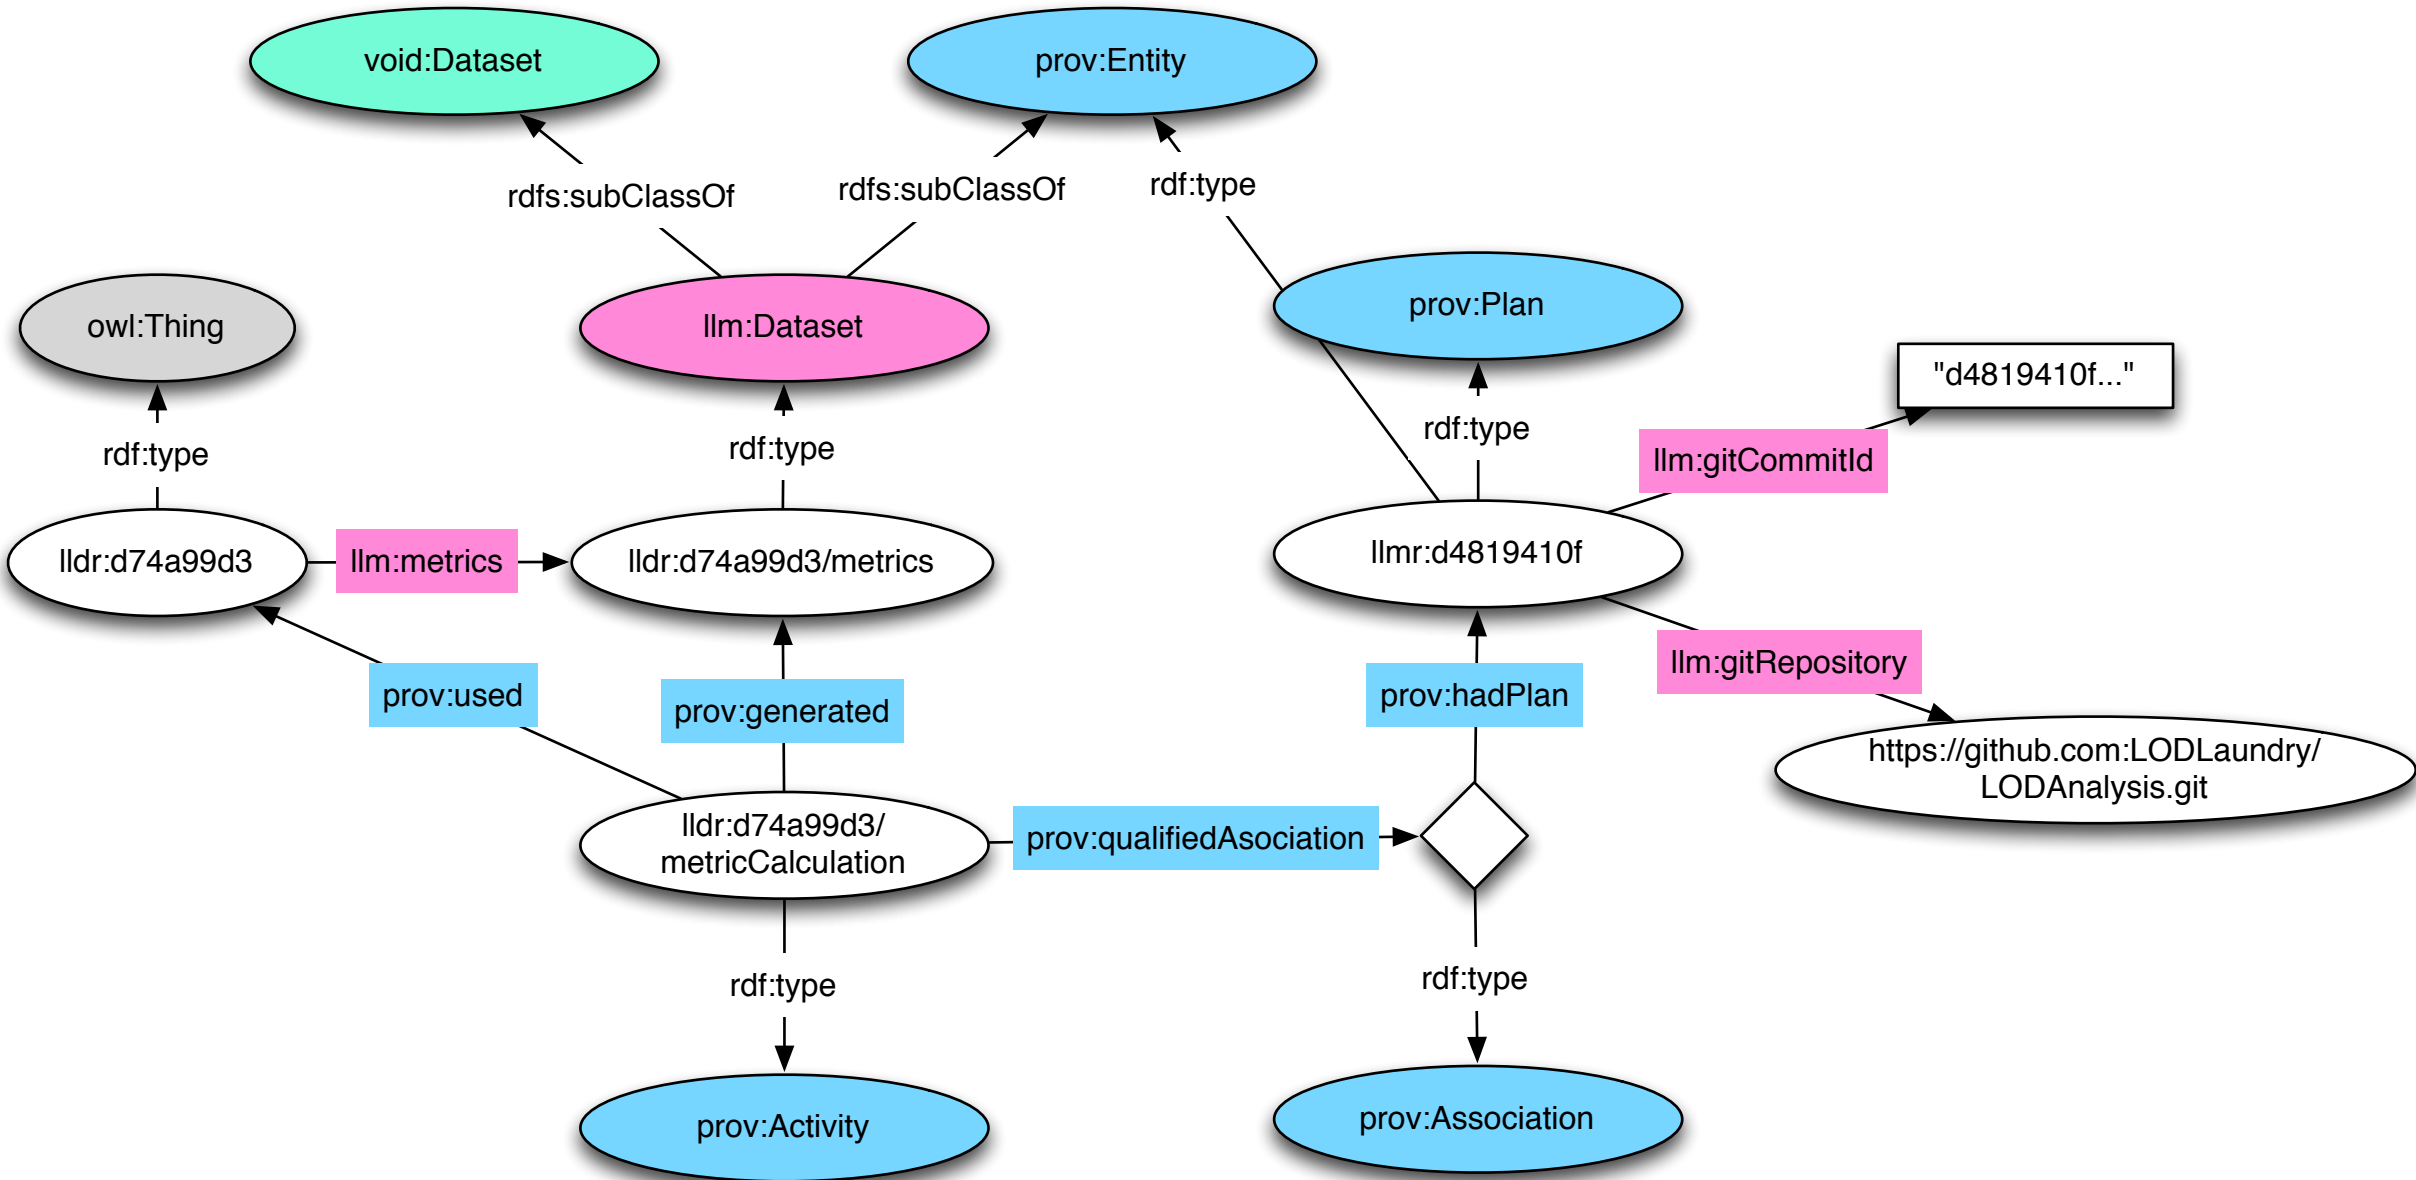 void:Dataset
prov:Entity
rdfs:subClassOf
rdfs:subClassOf
rdf:type
owl:Thing
llm:Dataset
prov:Plan
"d4819410f..."
rdf:type
rdf:type
rdf:type
llm:gitCommitId
lldr:d74a99d3
llm:metrics
lldr:d74a99d3/metrics
llmr:d4819410f
prov:used
prov:generated
prov:hadPlan
llm:gitRepository
https://github.com:LODLaundry/
LODAnalysis.git
lldr:d74a99d3/
metricCalculation
prov:qualifiedAsociation
rdf:type
rdf:type
prov:Activity
prov:Association